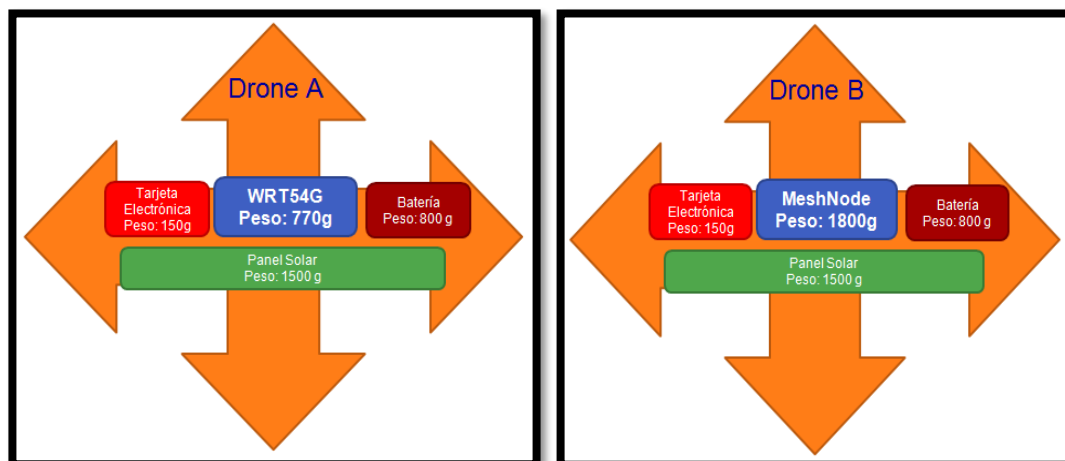 Drone A
Tarjeta
Electrónica
Peso: 150g
WRT54G
Peso: 770g
Batería
Peso: 800 g
Panel Solar
Peso: 1500 g
Drone B
Tarjeta
Electrónica
Peso: 150g
MeshNode
Peso: 1800g
Batería
Peso: 800 g
Panel Solar
Peso: 1500 g